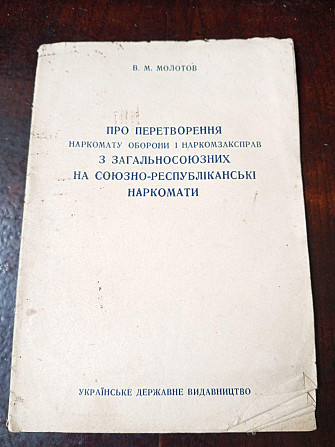 В. М. МОЛОТОВ
ПРО ПЕРЕТВОРЕННЯ
НАРКОМАТУ ОБОРОНИ І НАРКОМЗАКСПРАВ
З ЗАГАЛЬНОСОЮЗНИХ
НА СОЮЗНО-РЕСПУБЛІКАНСЬКІ
НАРКОМАТИ
УКРАЇНСЬКЕ ДЕРЖАВНЕ ВИДАВНИЦТВО